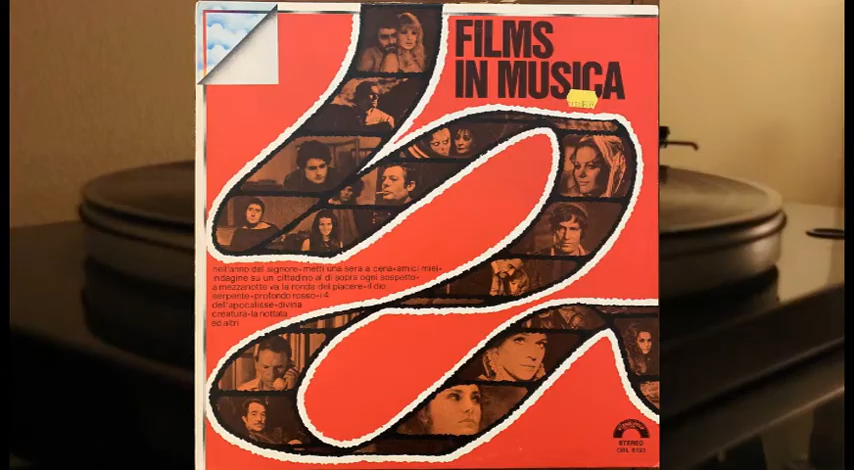 FILMS
IN MUSICA
nell'anno del signore-metti una sera a cena-amici miei-
indagine su un cittadino al di sopra ogni sospetto-
a mezzanotte va la ronda del piacere-il dio
serpente-profondo rosso-i 4
dell'apocalisse-divina
creatura-la nottata
ed altri
STEREO